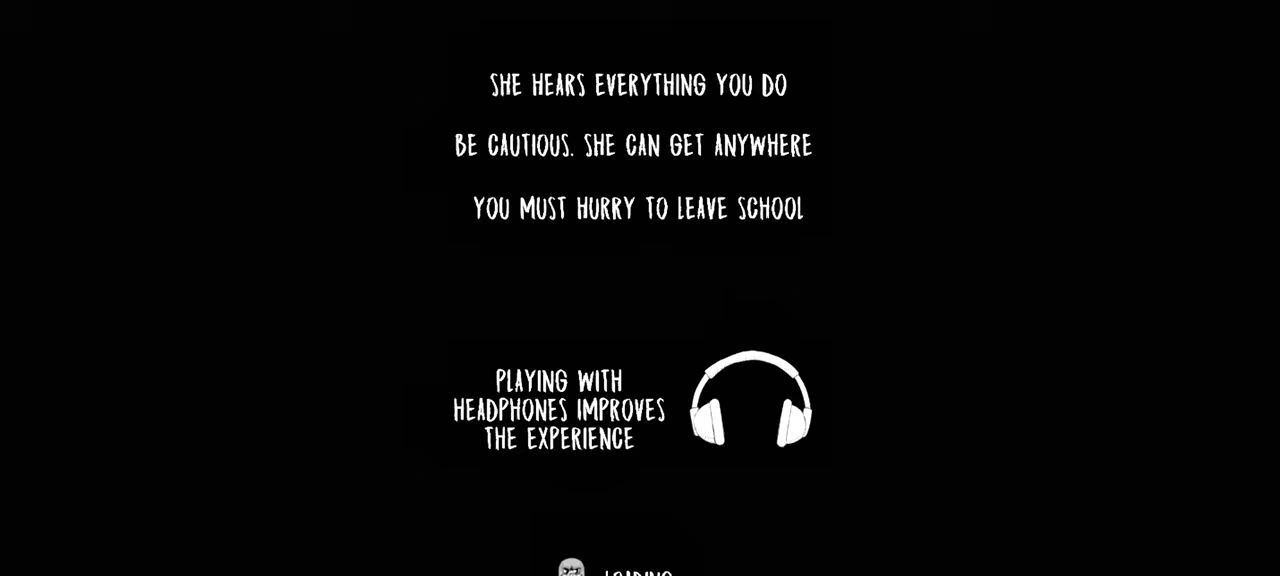 SHE HEARS EVERYTHING YOU DO
BE CAUTIOUS. SHE CAN GET ANYWHERE
YOU MUST HURRY TO LEAVE SCHOOL
PLAYING WITH
HEADPHONES IMPROVES
THE EXPERIENCE
LOADING